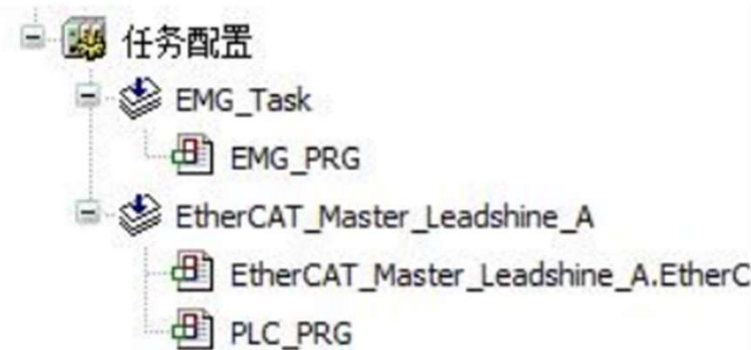 任务配置
EMG_Task
EMG_PRG
EtherCAT_Master_Leadshine_A
EtherCAT_Master_Leadshine_A.EtherC
PLC_PRG